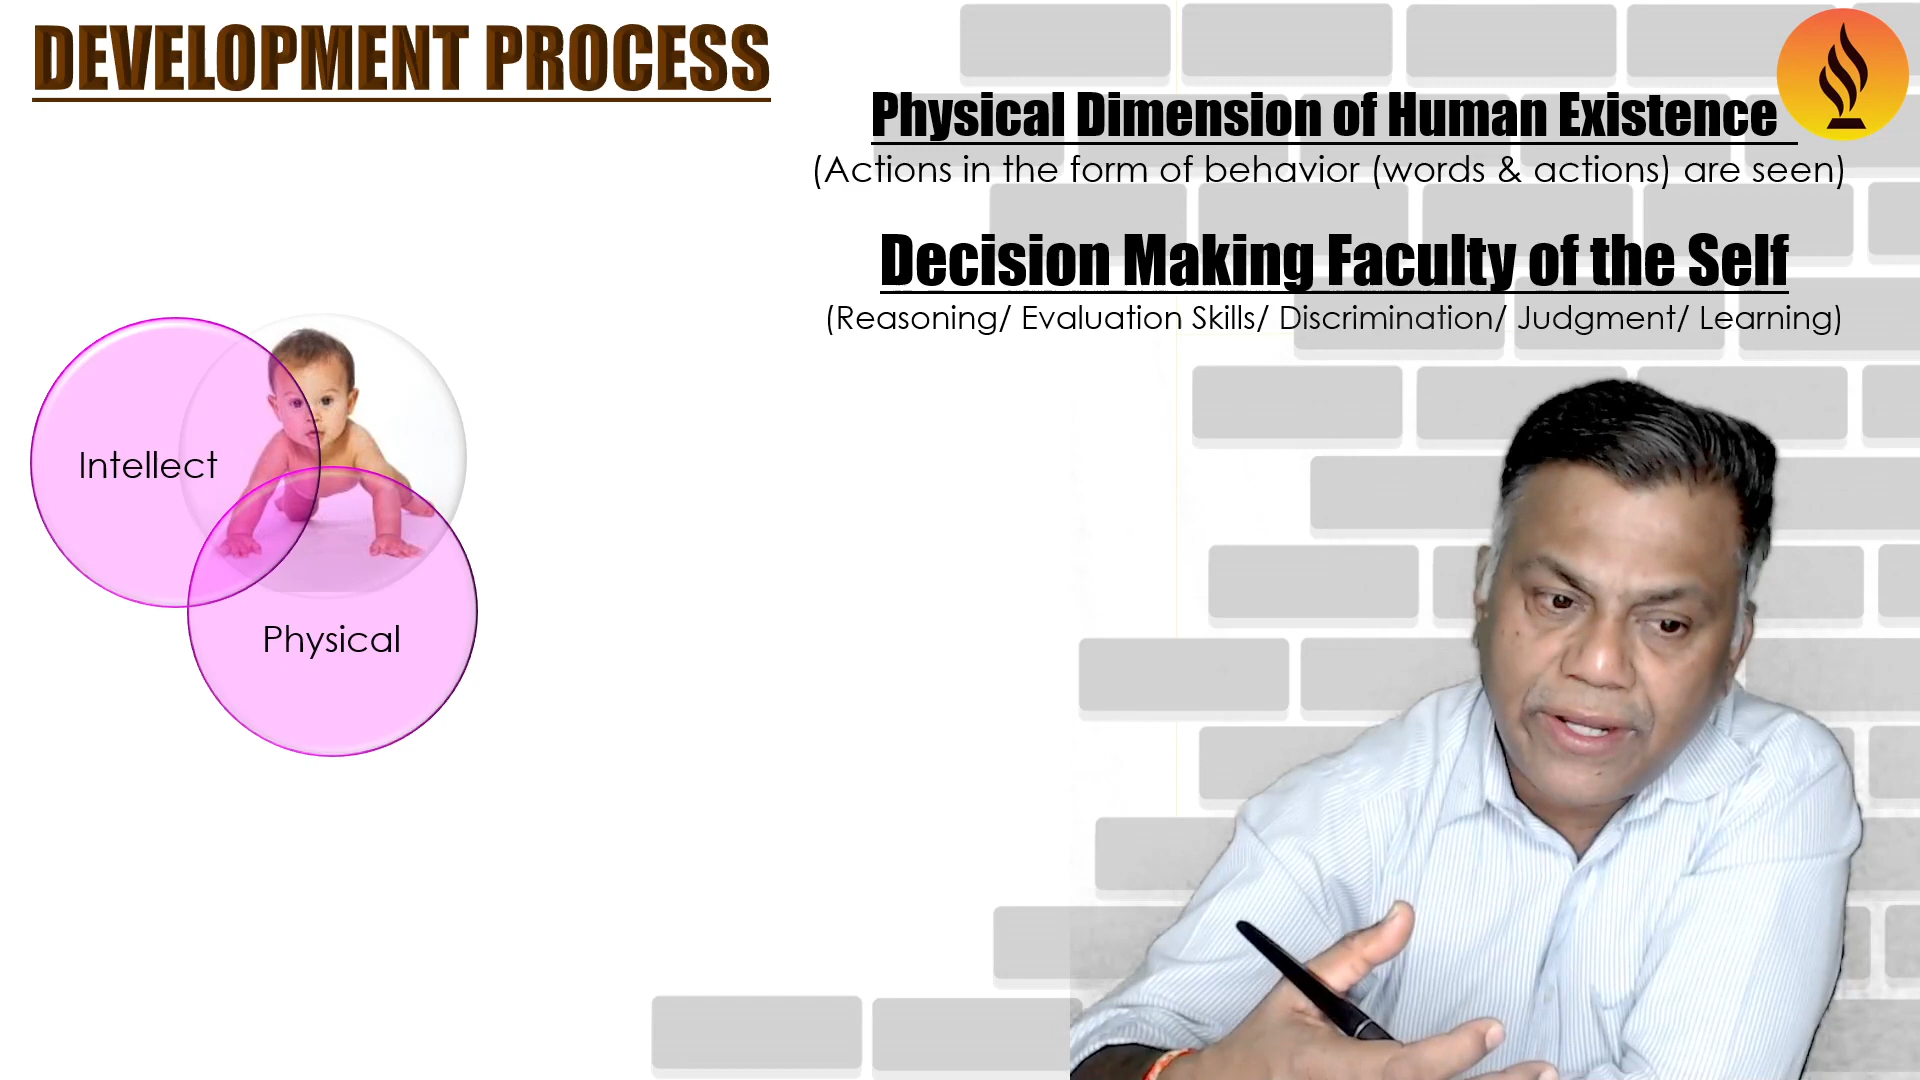 DEVELOPMENT PROCESS
Physical Dimension of Human Existence
(Actions in the form of behavior (words & actions) are seen)
Decision Making Faculty of the Self
(Reasoning/ Evaluation Skills/ Discrimination/ Judgment/ Learning)
Intellect
Physical